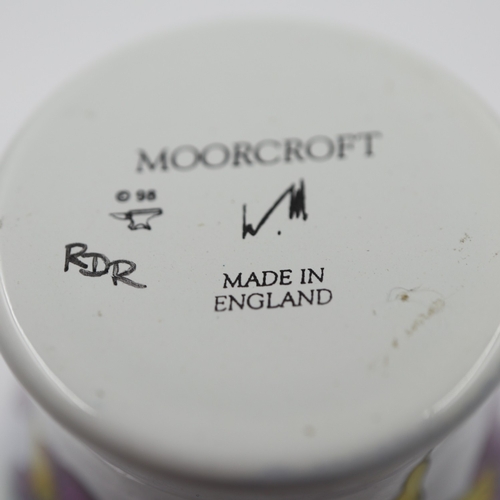 MOORCROFT
© 98
W.M
RDR
MADE IN
ENGLAND